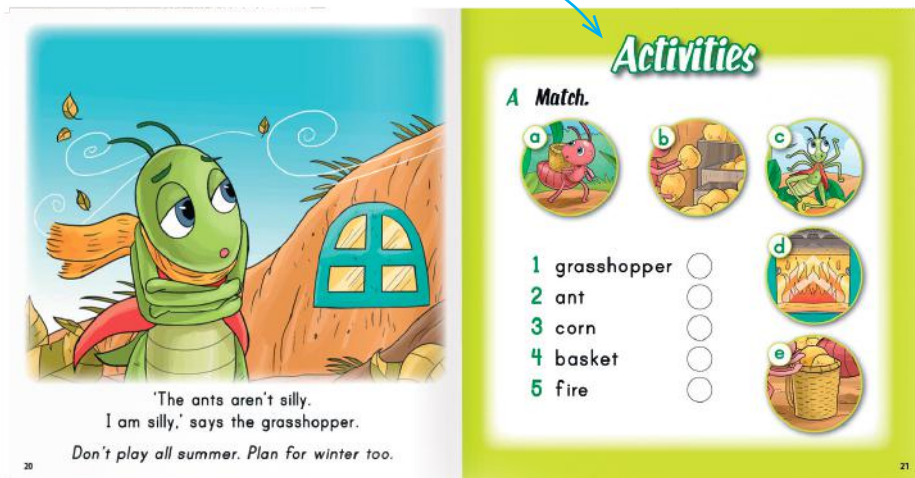 'The ants aren't silly.
I am silly,' says the grasshopper.
Don't play all summer. Plan for winter too.
20
Activities
A Match.
a
b
c
d
e
1 grasshopper
2 ant
3 corn
4 basket
5 fire
21